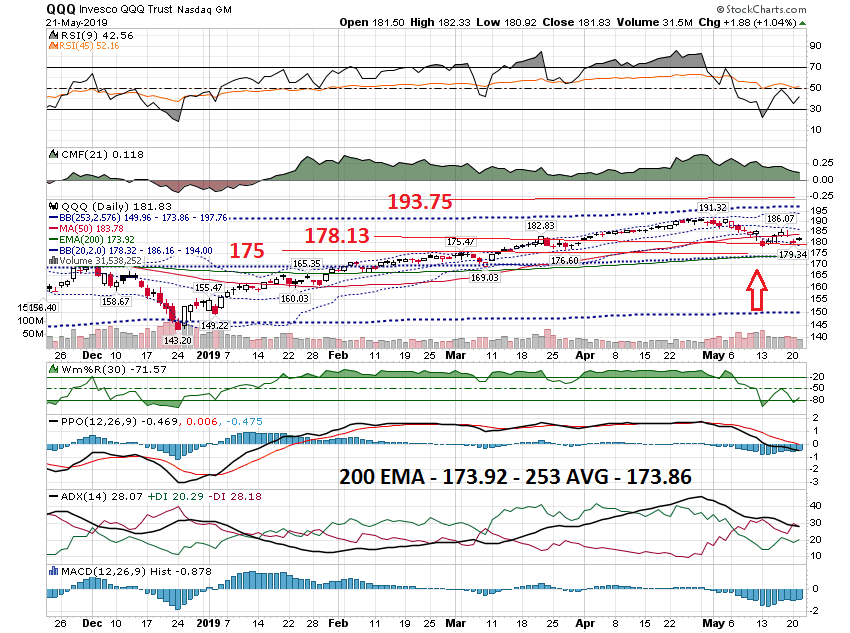 QQQ Invesco QQQ Trust Nasdaq GM © StockCharts.com
21-May-2019 Open 181.50 High 182.33 Low 180.92 Close 181.83 Volume 31.5M Chg +1.88 (+1.04%)
RSI(9) 42.56
RSI(45) 52.16
90
70
50
30
10
CMF(21) 0.118
0.25
0.00
-0.25
QQQ (Daily) 181.83
BB(253,2.576) 149.96 - 173.86 - 197.76
MA(50) 183.78
EMA(200) 173.92
BB(20,2.0) 178.32 - 186.16 - 194.00
Volume 31,538,252
193.75
178.13
175
191.32
186.07
182.83
175.47
179.34
176.60
165.35
169.03
155.47
160.03
158.67
156.40
149.22
143.20
195
190
185
180
175
170
165
160
155
150
145
140
100M
50M
26 Dec 10 17 24 2019 7 14 22 28 Feb 11 19 25 Mar 11 18 25 Apr 8 15 22 May 6 13 20
Wm%R(30) -71.57
-20
-50
-80
PPO(12,26,9) -0.469, 0.006, -0.475
2
1
0
-1
-2
-3
200 EMA - 173.92 - 253 AVG - 173.86
ADX(14) 28.07 +DI 20.29 -DI 28.18
40
30
20
10
MACD(12,26,9) Hist -0.878
0
-2
26 Dec 10 17 24 2019 7 14 22 28 Feb 11 19 25 Mar 11 18 25 Apr 8 15 22 May 6 13 20